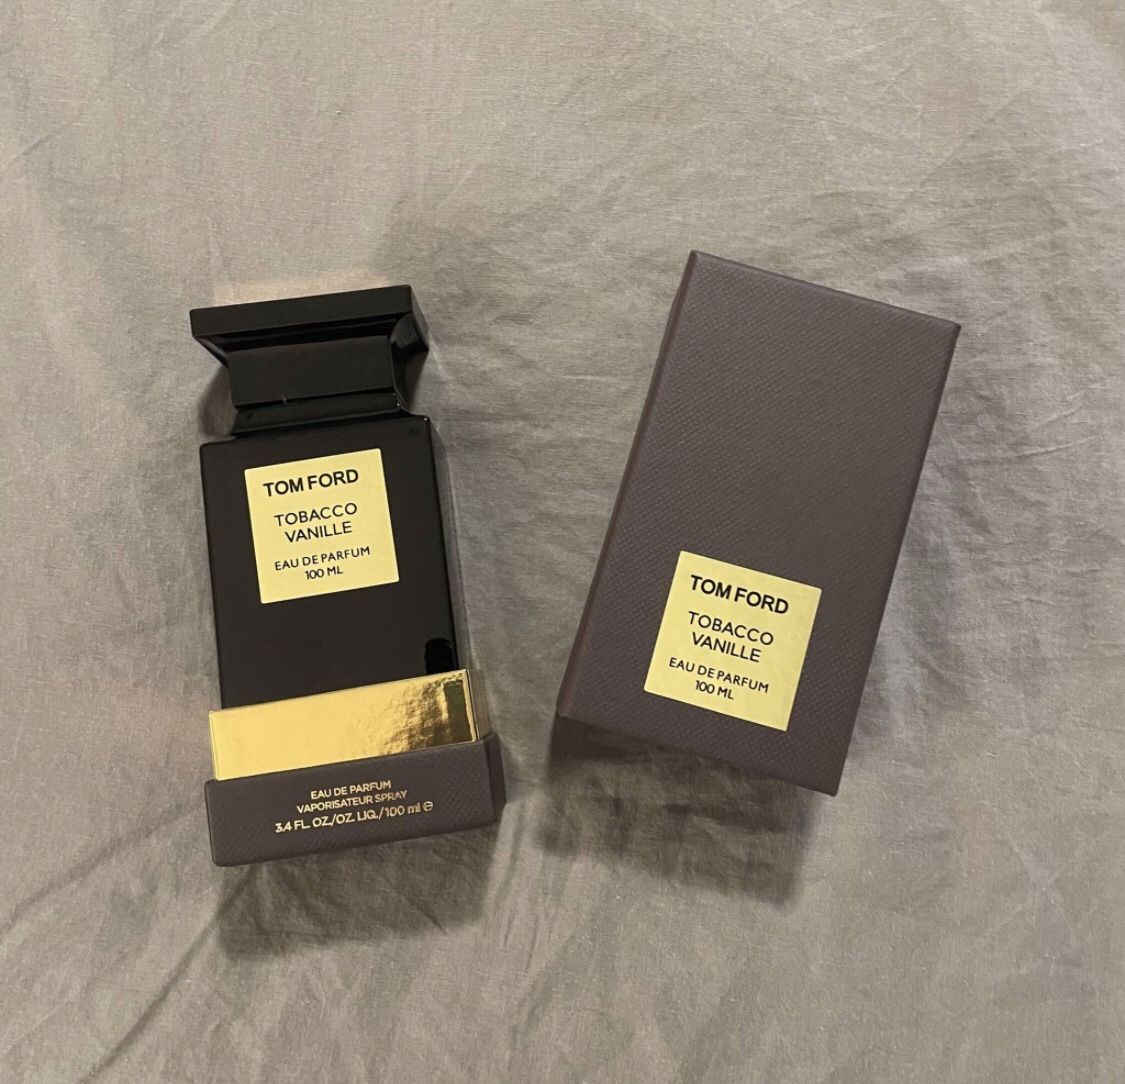 TOM FORD
TOBACCO
VANILLE
EAU DE PARFUM
100 ML
EAU DE PARFUM
VAPORISATEUR SPRAY
3.4 FL. OZ./OZ. LIQ./100 ml ℮
TOM FORD
TOBACCO
VANILLE
EAU DE PARFUM
100 ML